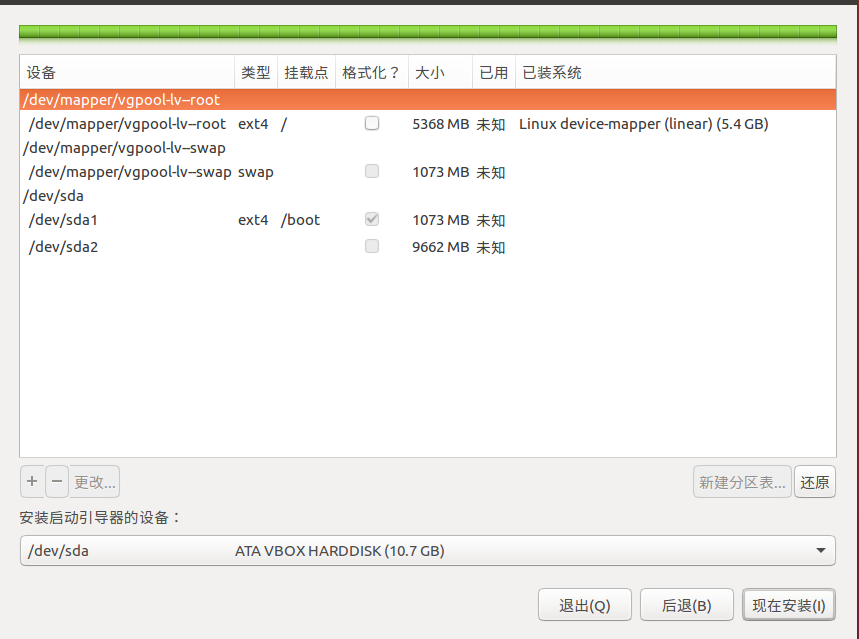 设备 类型 挂载点 格式化？ 大小 已用 已装系统
/dev/mapper/vgpool-lv--root
/dev/mapper/vgpool-lv--root ext4 / 5368 MB 未知 Linux device-mapper (linear) (5.4 GB)
/dev/mapper/vgpool-lv--swap
/dev/mapper/vgpool-lv--swap swap 1073 MB 未知
/dev/sda
/dev/sda1 ext4 /boot 1073 MB 未知
/dev/sda2 9662 MB 未知
+ − 更改... 新建分区表... 还原
安装启动引导器的设备：
/dev/sda ATA VBOX HARDDISK (10.7 GB)
退出(Q) 后退(B) 现在安装(I)